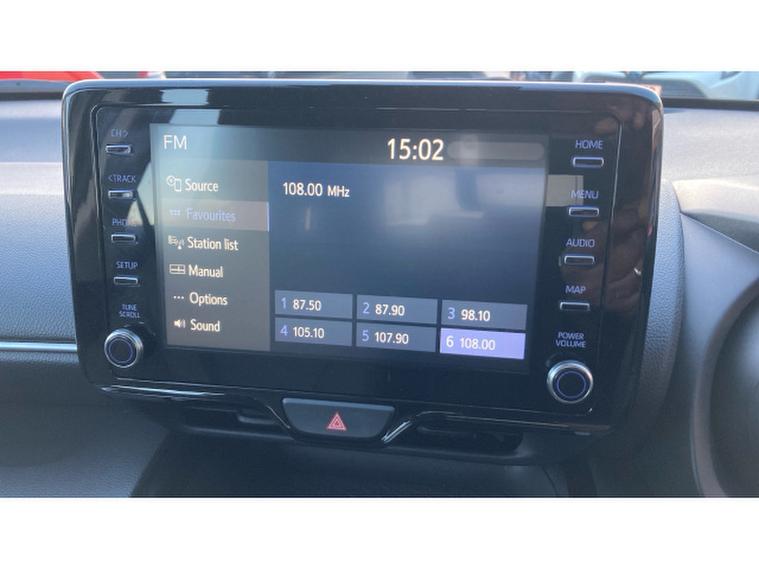 CH>
<TRACK
PHONE
SETUP
TUNE
SCROLL
FM
15:02
Source
Favourites
Station list
Manual
Options
Sound
108.00 MHz
1 87.50
2 87.90
3 98.10
4 105.10
5 107.90
6 108.00
HOME
MENU
AUDIO
MAP
POWER
VOLUME